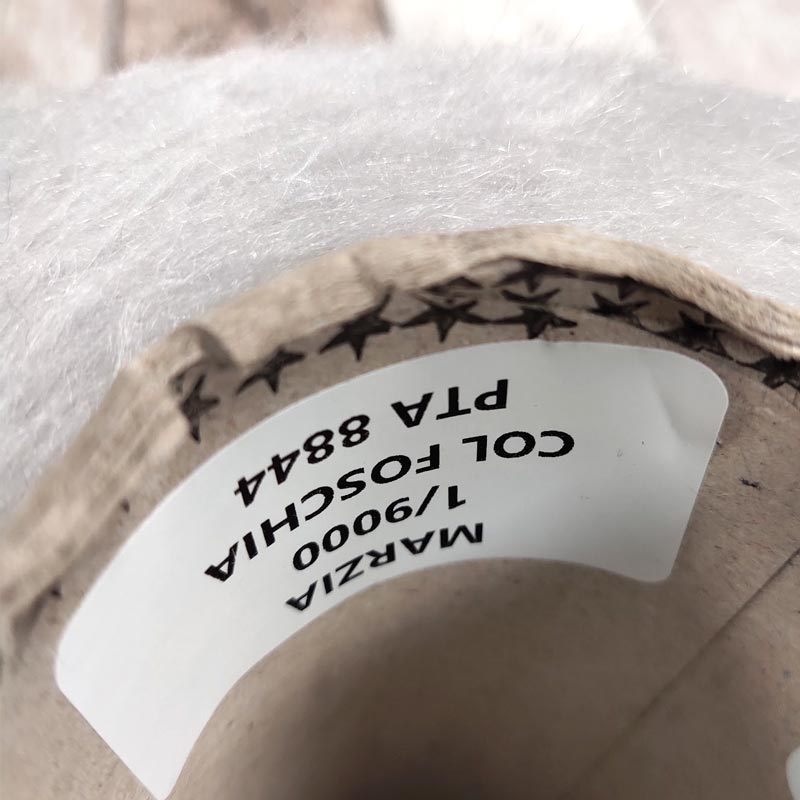 MARZIA
1/9000
COL FOSCHIA
PTA 8844